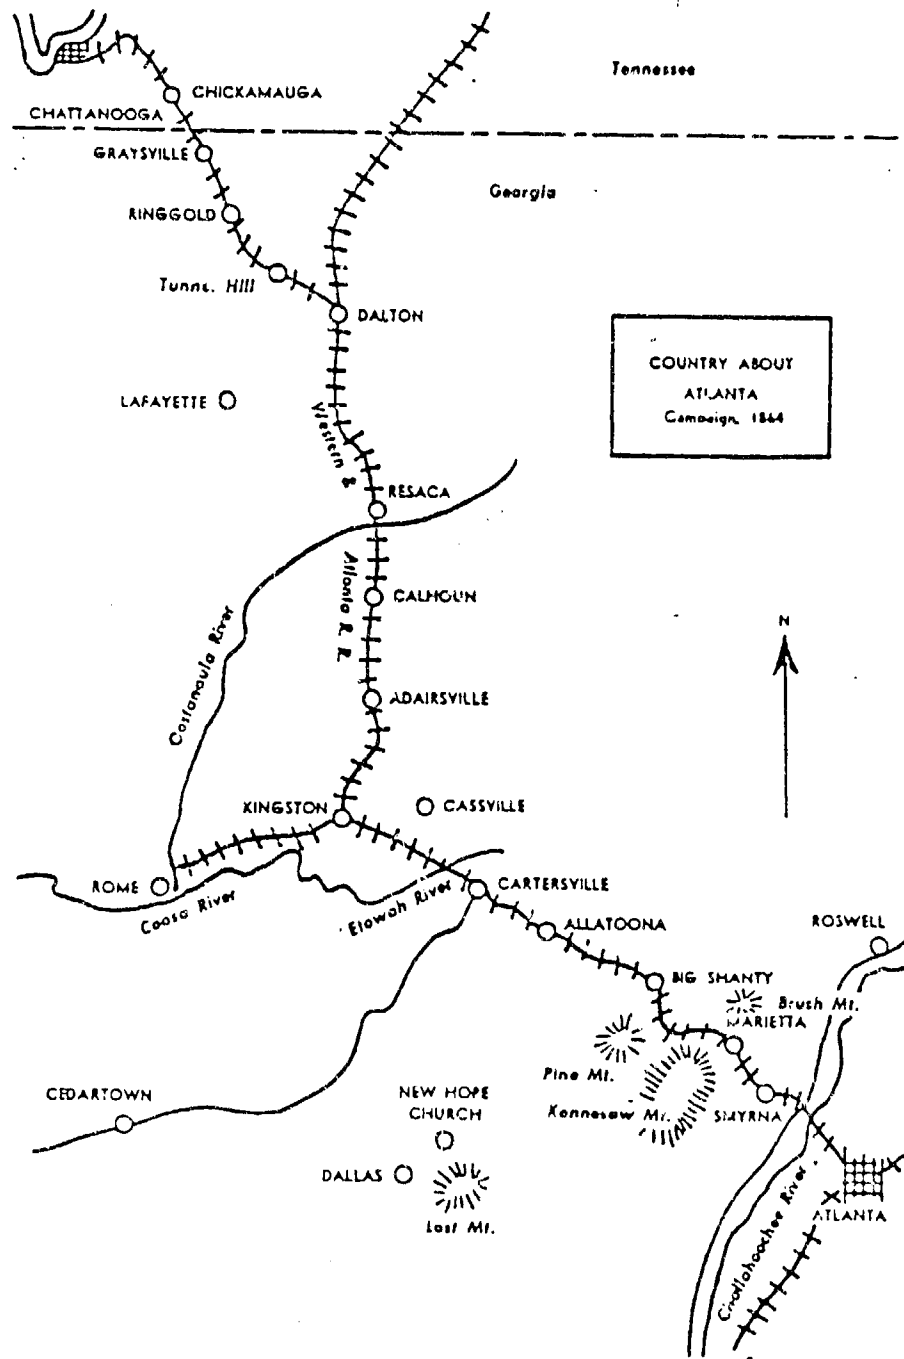 Tennessee
CHICKAMAUGA
CHATTANOOGA
GRAYSVILLE
Georgia
RINGGOLD
Tunne. Hill
DALTON
COUNTRY ABOUT
ATLANTA
Campaign, 1864
LAFAYETTE
Western &
RESACA
Atlanta R. R.
CALHOUN
Costanaula River
N
ADAIRSVILLE
KINGSTON
CASSVILLE
ROME
Coosa River
Etowah River
CARTERSVILLE
ALLATOONA
ROSWELL
BIG SHANTY
Brush Mt.
MARIETTA
Pine Mt.
CEDARTOWN
NEW HOPE
CHURCH
Kennesaw Mt.
SMYRNA
DALLAS
Lost Mt.
Chattahoochee River
ATLANTA